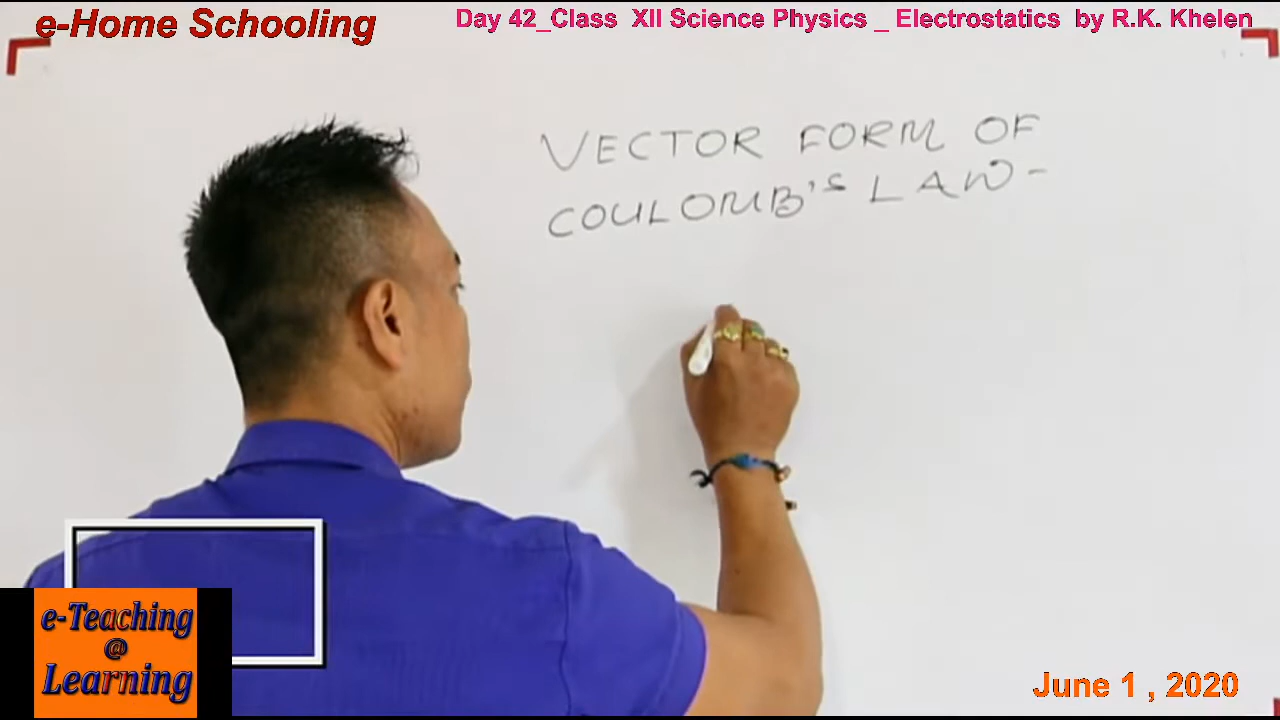 e-Home Schooling
Day 42_Class XII Science Physics _ Electrostatics by R.K. Khelen
VECTOR FORM OF
COULOMB'S LAW-
e-Teaching
@
Learning
June 1 , 2020